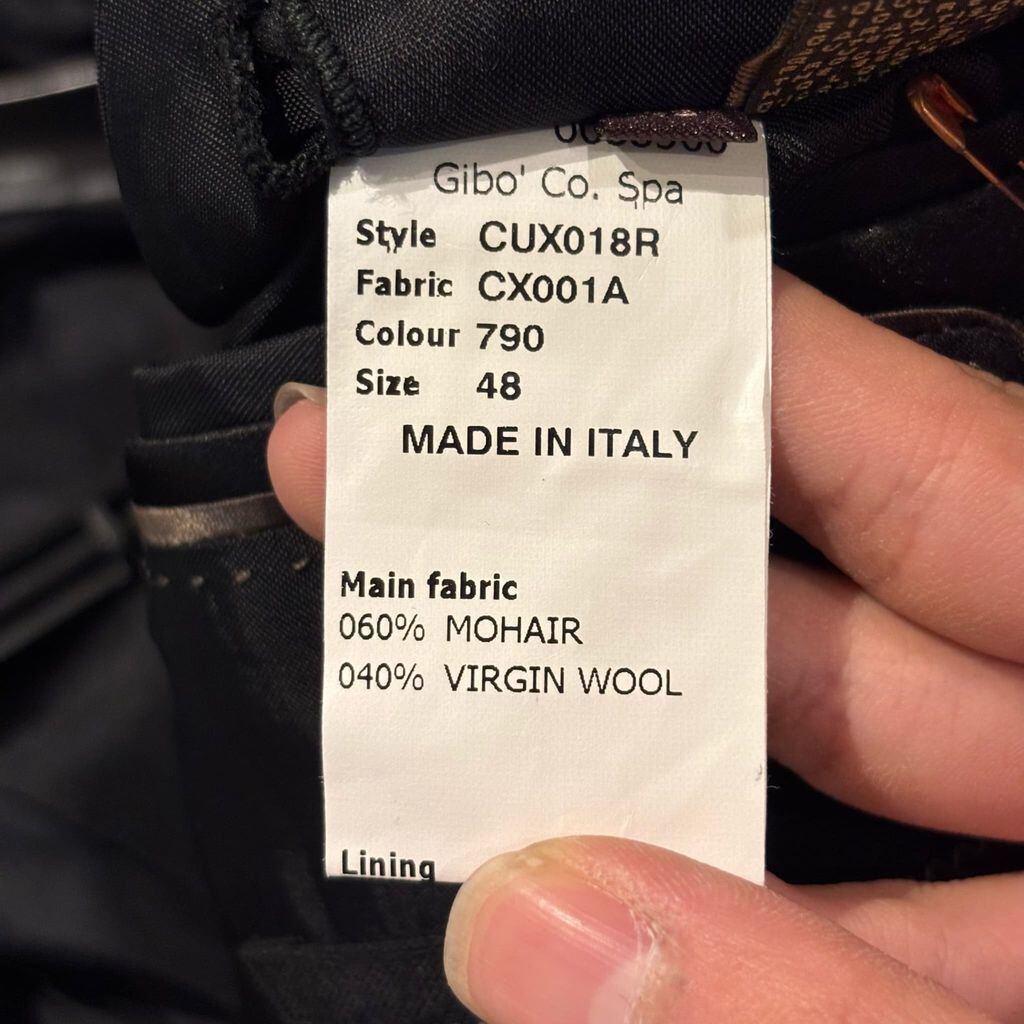 Gibo' Co. Spa
Style CUX018R
Fabric CX001A
Colour 790
Size 48
MADE IN ITALY
Main fabric
060% MOHAIR
040% VIRGIN WOOL
Lining